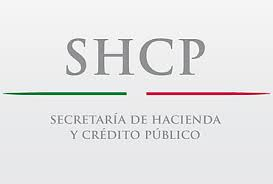 SHCP
SECRETARÍA DE HACIENDA
Y CRÉDITO PÚBLICO